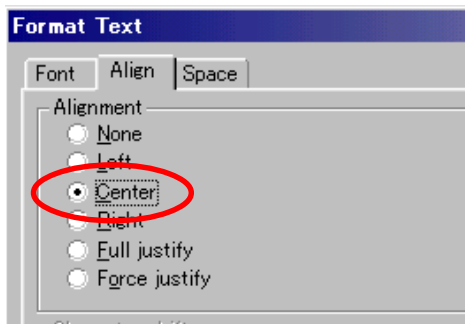 Format Text
Font Align Space
Alignment
None
Left
Center
Right
Full justify
Force justify